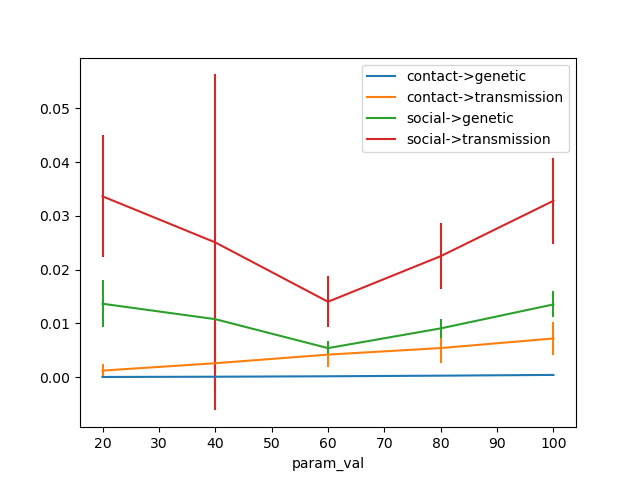 contact->genetic
contact->transmission
social->genetic
social->transmission
0.05
0.04
0.03
0.02
0.01
0.00
20 30 40 50 60 70 80 90 100
param_val